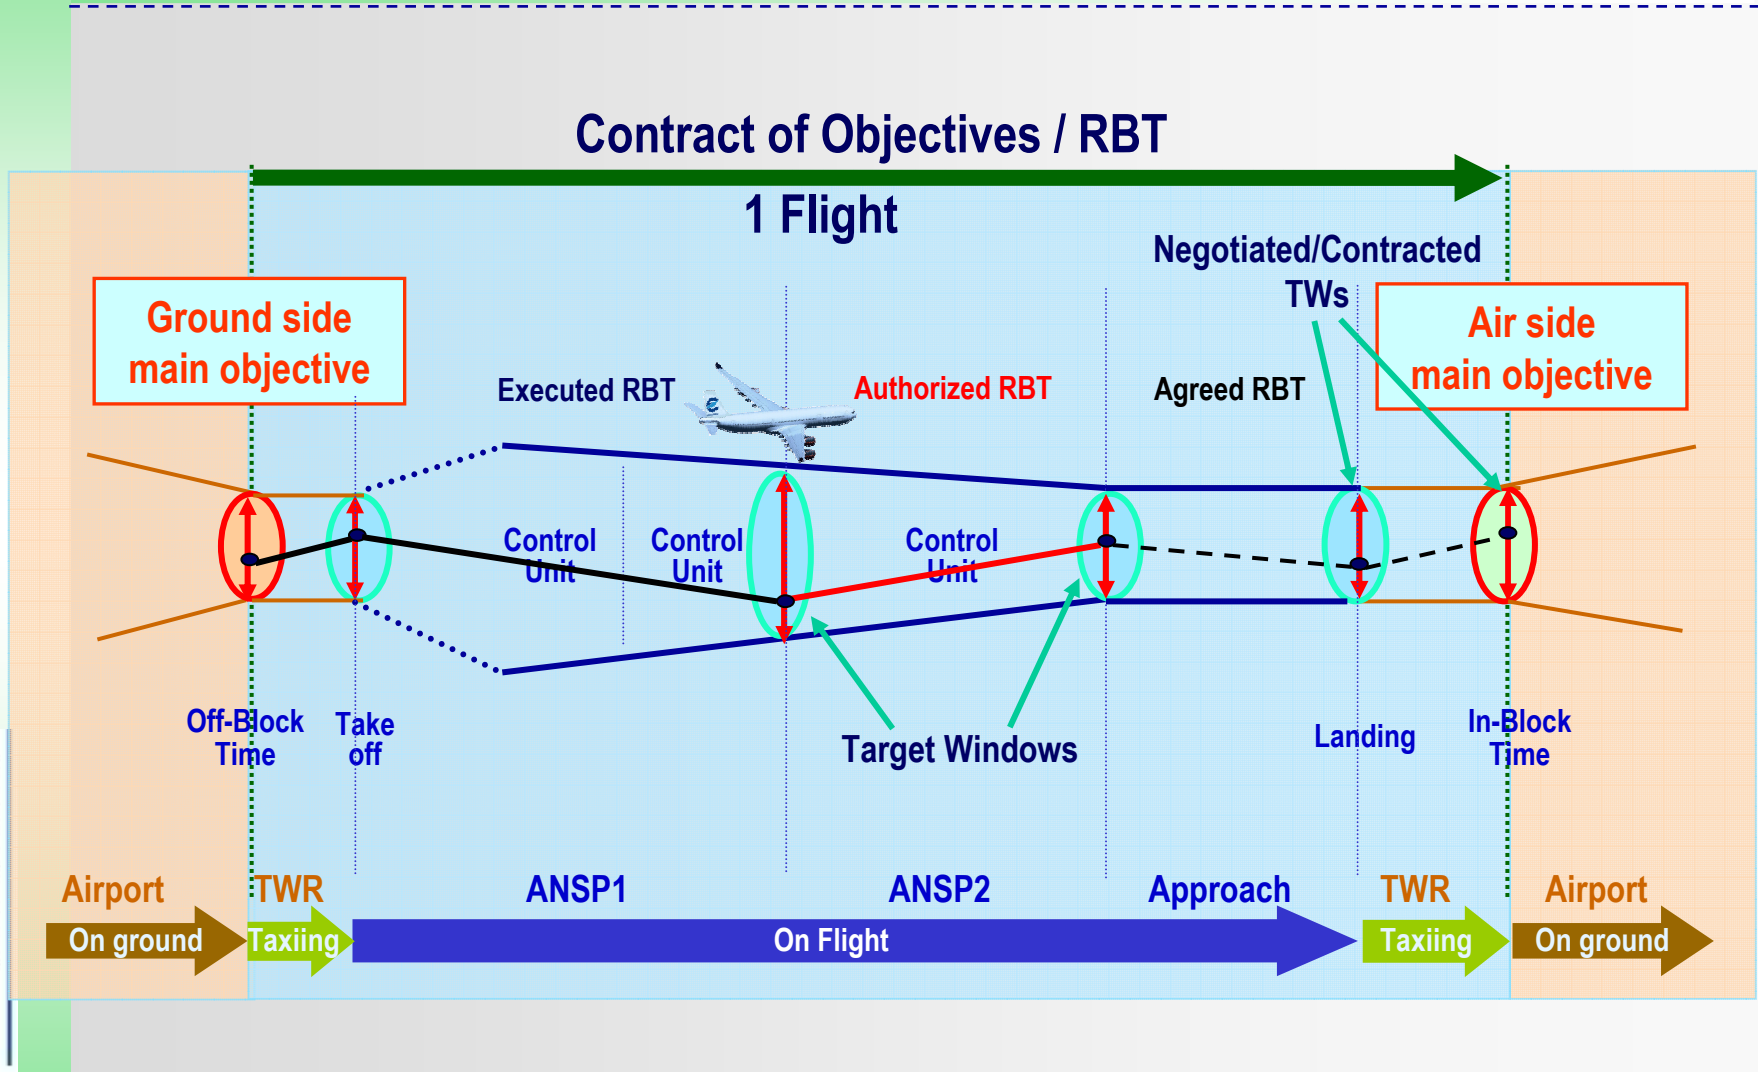 Contract of Objectives / RBT
1 Flight
Negotiated/Contracted
TWs
Ground side
main objective
Air side
main objective
Executed RBT
Authorized RBT
Agreed RBT
Control
Unit
Control
Unit
Control
Unit
Off-Block
Time
Take
off
Target Windows
Landing
In-Block
Time
Airport
TWR
ANSP1
ANSP2
Approach
TWR
Airport
On ground
Taxiing
On Flight
Taxiing
On ground